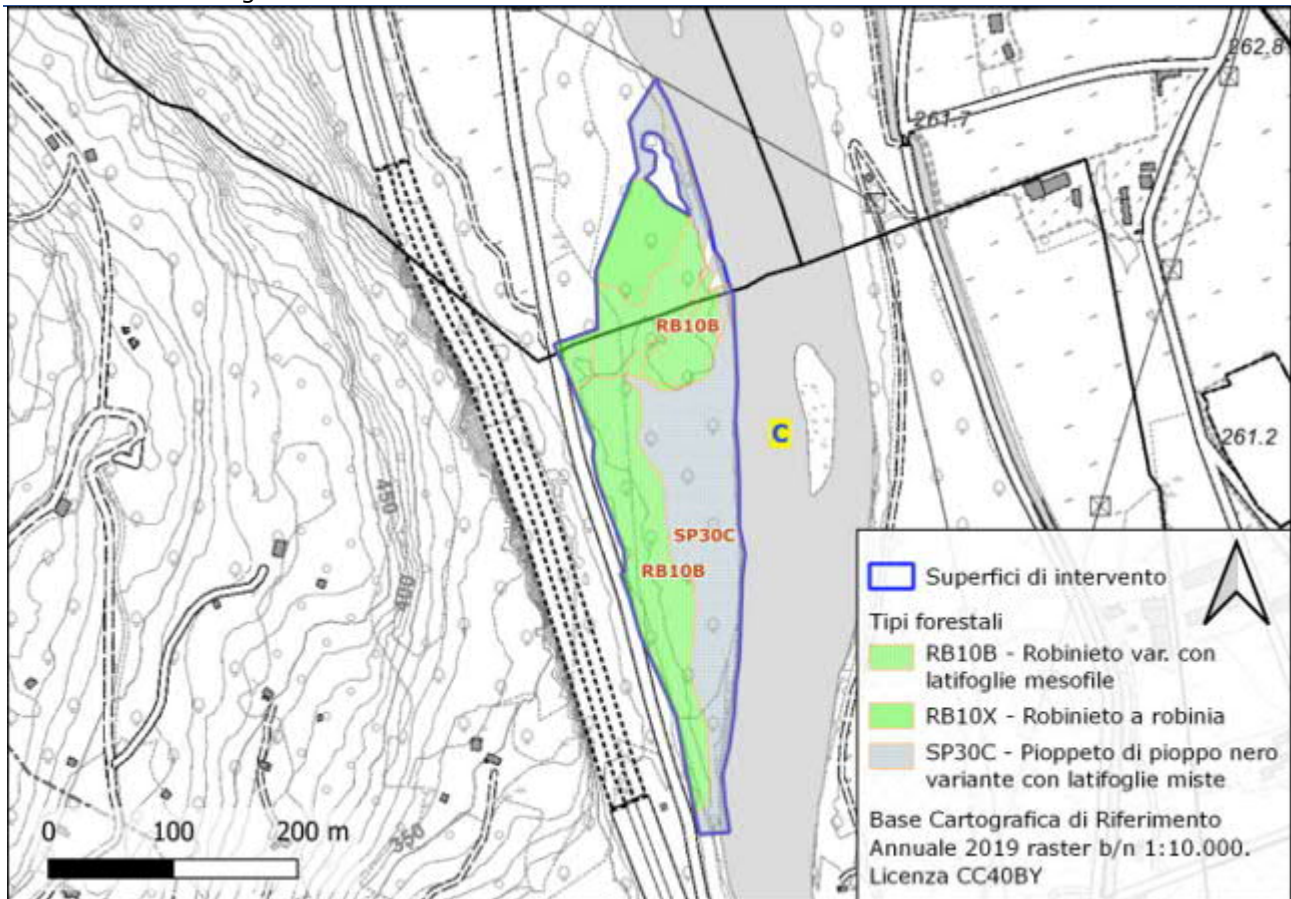 262.8
261.7
RB10B
C
261.2
450
SP30C
RB10B
400
350
0 100 200 m
Superfici di intervento
Tipi forestali
RB10B - Robinieto var. con
latifoglie mesofile
RB10X - Robinieto a robinia
SP30C - Pioppeto di pioppo nero
variante con latifoglie miste
Base Cartografica di Riferimento
Annuale 2019 raster b/n 1:10.000.
Licenza CC40BY